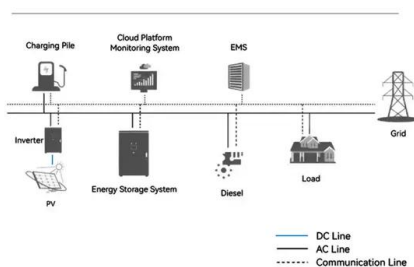 Charging Pile
Cloud Platform
Monitoring System
EMS
Grid
Inverter
PV
Energy Storage System
Diesel
Load
DC Line
AC Line
Communication Line